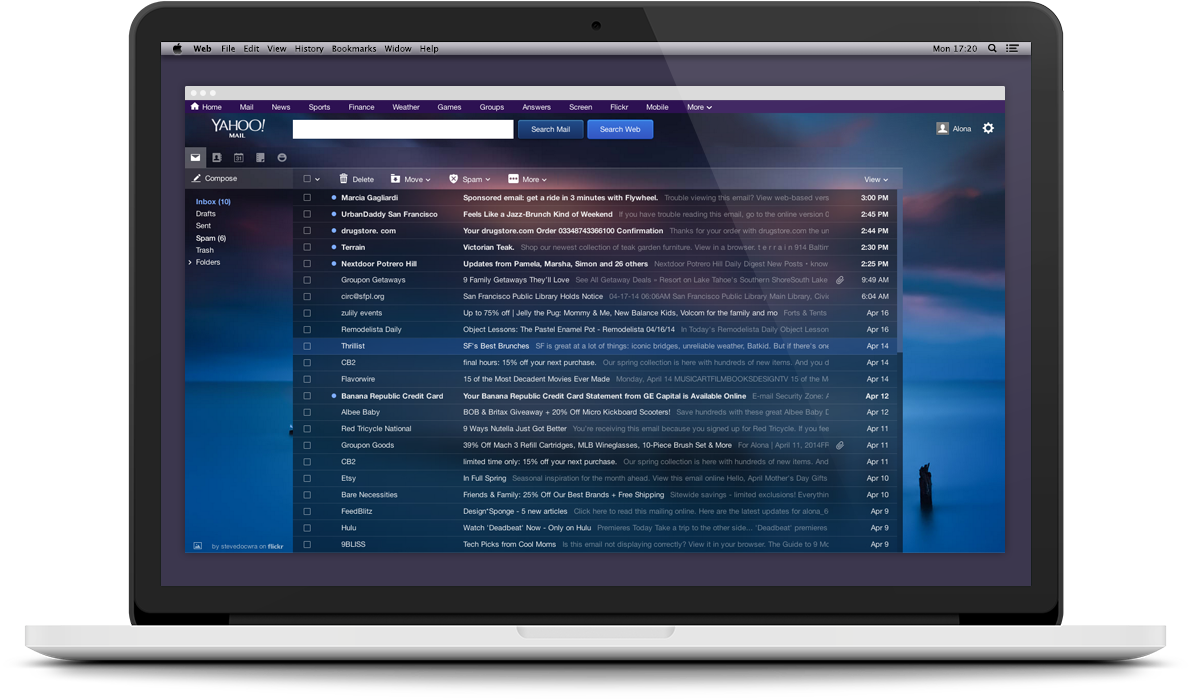 Web File Edit View History Bookmarks Widow Help Mon 17:20
Home Mail News Sports Finance Weather Games Groups Answers Screen Flickr Mobile More
YAHOO!
MAIL
Search Mail Search Web Alona
31
Compose Delete Move Spam More View
Inbox (10)
Drafts
Sent
Spam (6)
Trash
Folders
Marcia Gagliardi Sponsored email: get a ride in 3 minutes with Flywheel. Trouble viewing this email? View web-based vers 3:00 PM
UrbanDaddy San Francisco Feels Like a Jazz-Brunch Kind of Weekend If you have trouble reading this email, go to the online version 0 2:45 PM
drugstore. com Your drugstore.com Order 03348743366100 Confirmation Thanks for your order with drugstore.com the un 2:44 PM
Terrain Victorian Teak. Shop our newest collection of teak garden furniture. View in a browser. t e r r a i n 914 Baltim 2:30 PM
Nextdoor Potrero Hill Updates from Pamela, Marsha, Simon and 26 others Nextdoor Potrero Hill Daily Digest New Posts • know 2:25 PM
Groupon Getaways 9 Family Getaways They'll Love See All Getaway Deals » Resort on Lake Tahoe's Southern ShoreSouth Lake 9:49 AM
circ@sfpl.org San Francisco Public Library Holds Notice 04-17-14 06:06AM San Francisco Public Library Main Library, Civic 6:04 AM
zulily events Up to 75% off | Jelly the Pug: Mommy & Me, New Balance Kids, Volcom for the family and mo Forts & Tents Apr 16
Remodelista Daily Object Lessons: The Pastel Enamel Pot - Remodelista 04/16/14 In Today's Remodelista Daily Object Lesson Apr 16
Thrillist SF's Best Brunches SF is great at a lot of things: iconic bridges, unreliable weather, Batkid. But if there's one Apr 14
CB2 final hours: 15% off your next purchase. Our spring collection is here with hundreds of new items. And you d Apr 14
Flavorwire 15 of the Most Decadent Movies Ever Made Monday, April 14 MUSICARTFILMBOOKSDESIGNTV 15 of the M Apr 14
Banana Republic Credit Card Your Banana Republic Credit Card Statement from GE Capital is Available Online E-mail Security Zone: A Apr 12
Albee Baby BOB & Britax Giveaway + 20% Off Micro Kickboard Scooters! Save hundreds with these great Albee Baby D Apr 12
Red Tricycle National 9 Ways Nutella Just Got Better You're receiving this email because you signed up for Red Tricycle. If you fee Apr 11
Groupon Goods 39% Off Mach 3 Refill Cartridges, MLB Wineglasses, 10-Piece Brush Set & More For Alona | April 11, 2014FR Apr 11
CB2 limited time only: 15% off your next purchase. Our spring collection is here with hundreds of new items. And Apr 11
Etsy In Full Spring Seasonal inspiration for the month ahead. View this email online Hello, April Mother's Day Gifts Apr 10
Bare Necessities Friends & Family: 25% Off Our Best Brands + Free Shipping Sitewide savings - limited exclusions! Everythin Apr 10
FeedBlitz Design*Sponge - 5 new articles Click here to read this mailing online. Here are the latest updates for alona_6 Apr 9
Hulu Watch 'Deadbeat' Now - Only on Hulu Premieres Today Take a trip to the other side... 'Deadbeat' premieres Apr 9
9BLISS Tech Picks from Cool Moms Is this email not displaying correctly? View it in your browser. The Guide to 9 Mo Apr 9
by stevedocwra on flickr